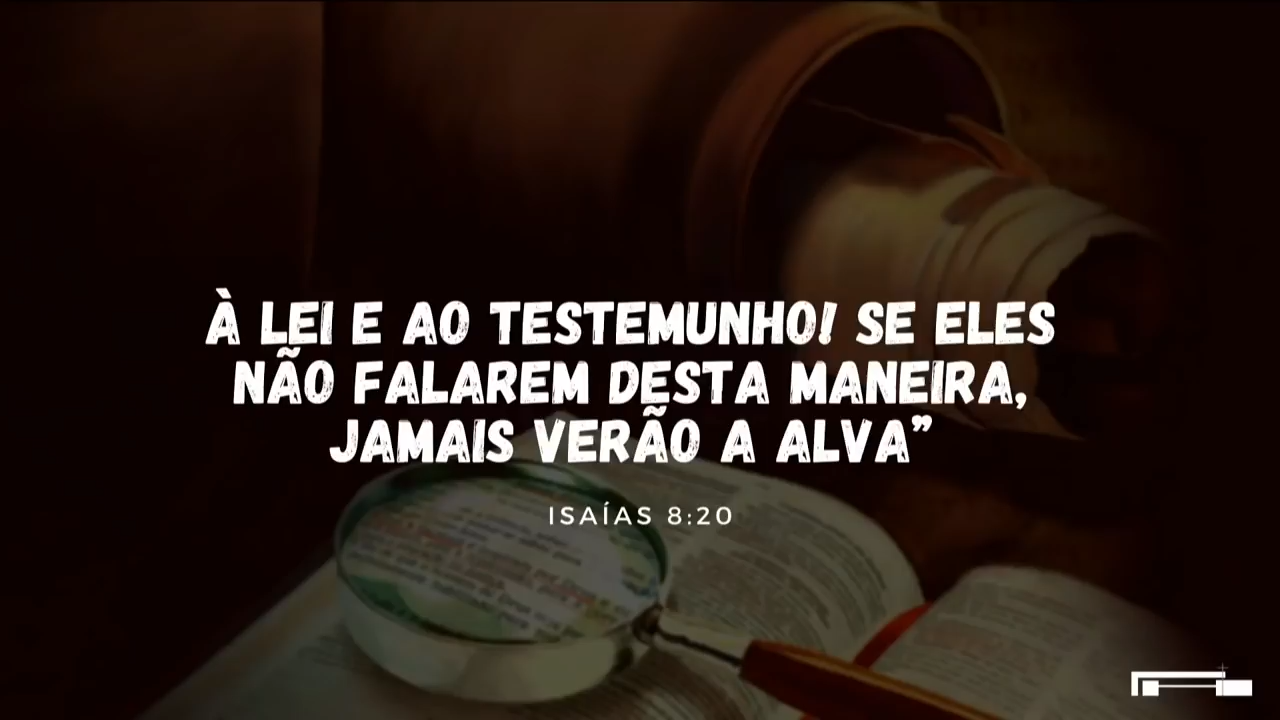 À LEI E AO TESTEMUNHO! SE ELES
NÃO FALAREM DESTA MANEIRA,
JAMAIS VERÃO A ALVA”
ISAÍAS 8:20